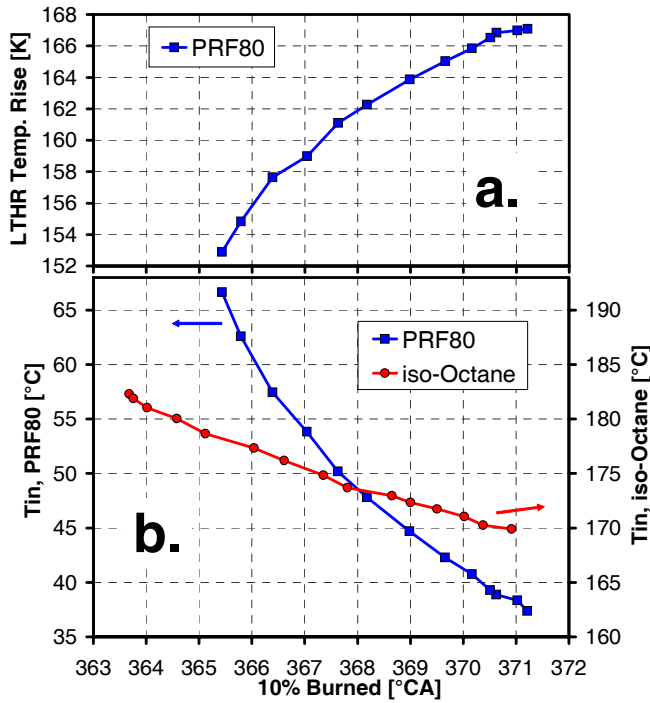 LTHR Temp. Rise [K]
168
166
164
162
160
158
156
154
152
PRF80
a.
Tin, PRF80 [°C]
65
60
55
50
45
40
35
PRF80
iso-Octane
b.
190
185
180
175
170
165
160
Tin, iso-Octane [°C]
363 364 365 366 367 368 369 370 371 372
10% Burned [°CA]